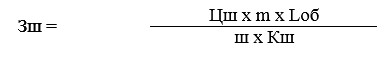 Зш = Цш х m х Lоб
ш х Кш